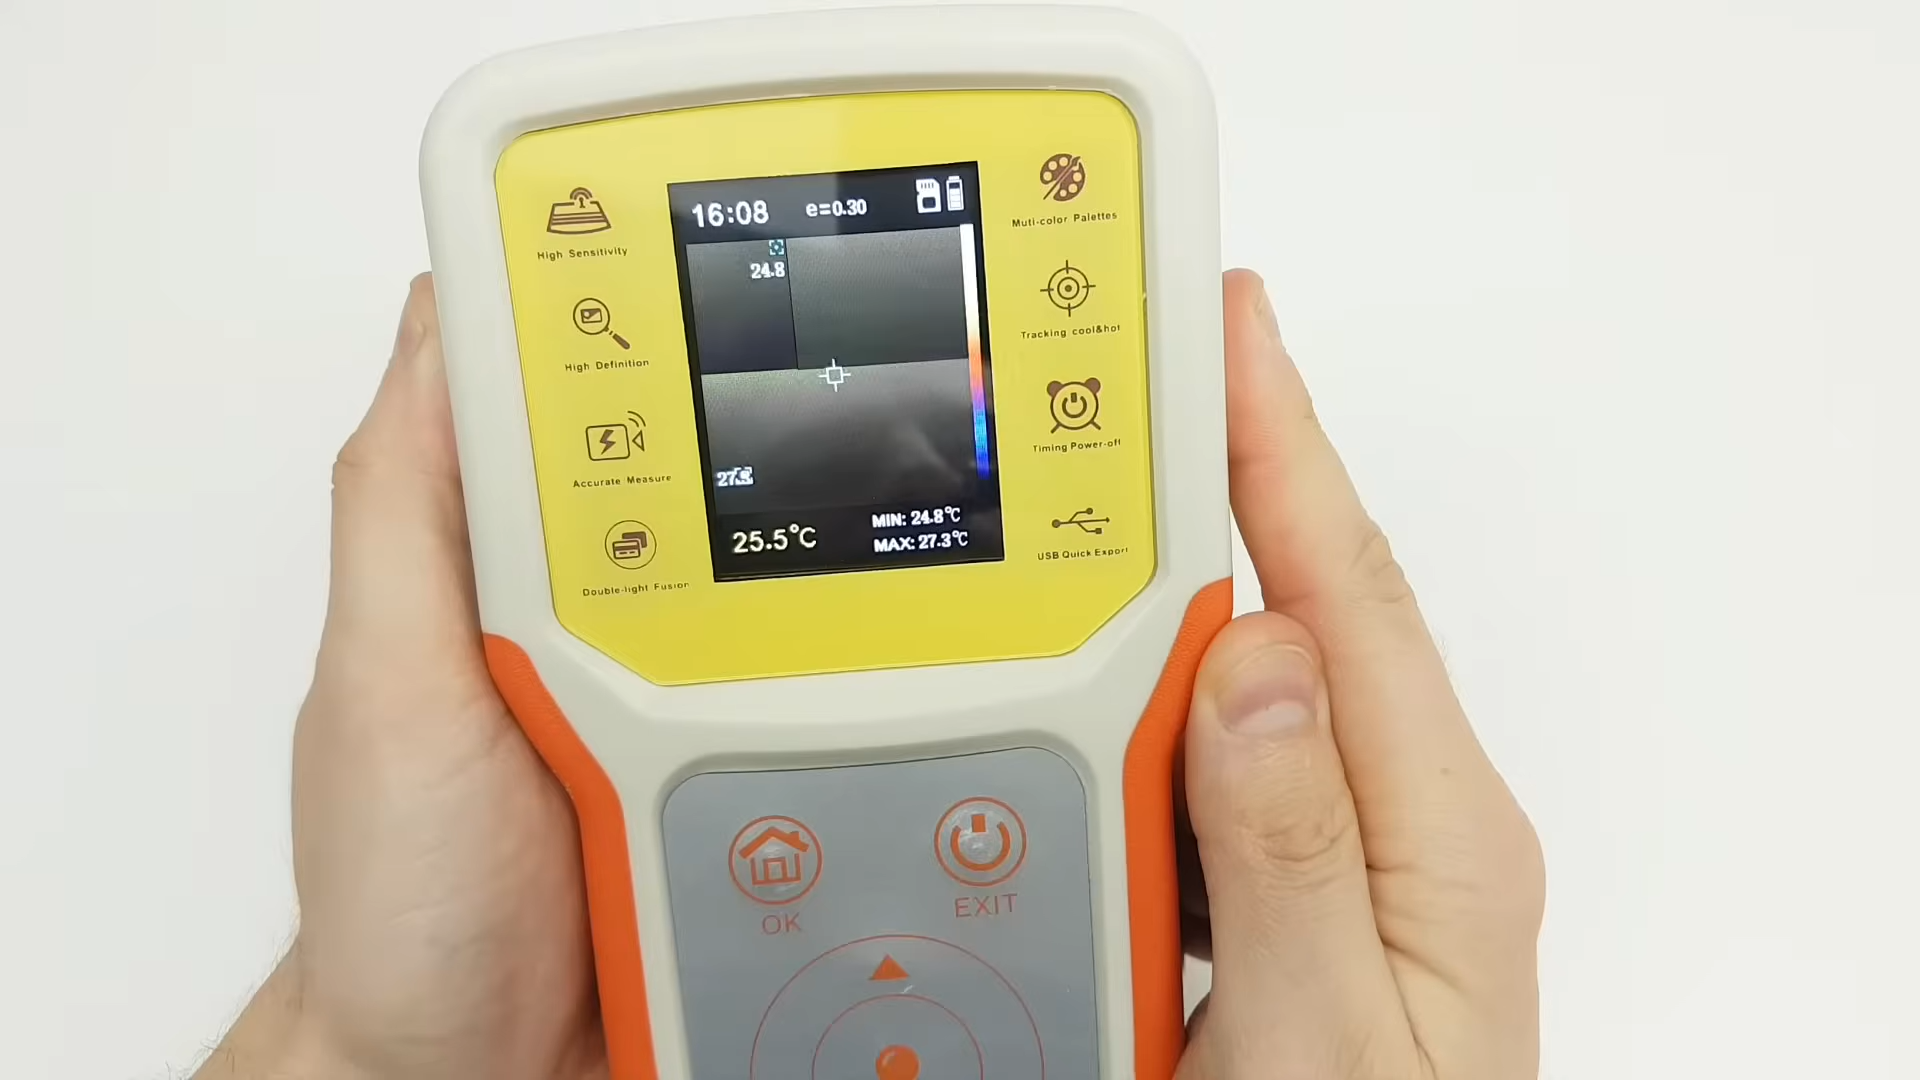 High Sensitivity
High Definition
Accurate Measure
Double-light Fusion
16:08 e=0.30
24.8
25.5°C
MIN: 24.8°C
MAX: 27.3°C
Muti-color Palettes
Tracking cool&hot
Timing Power-off
USB Quick Export
OK
EXIT